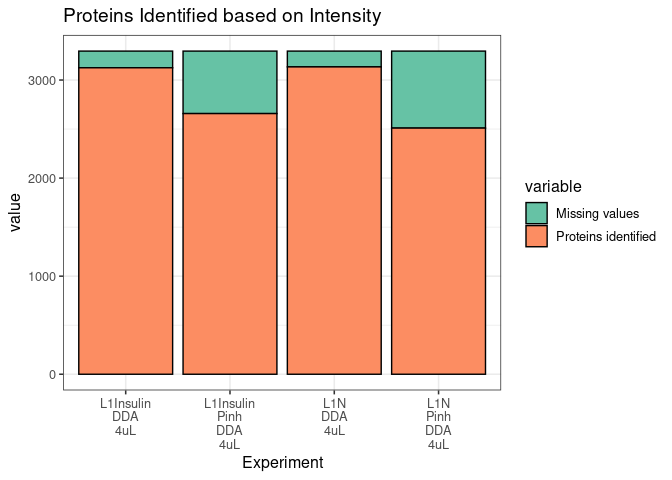 Proteins Identified based on Intensity
value
3000
2000
1000
0
L1Insulin
DDA
4uL
L1Insulin
Pinh
DDA
4uL
L1N
DDA
4uL
L1N
Pinh
DDA
4uL
Experiment
variable
Missing values
Proteins identified